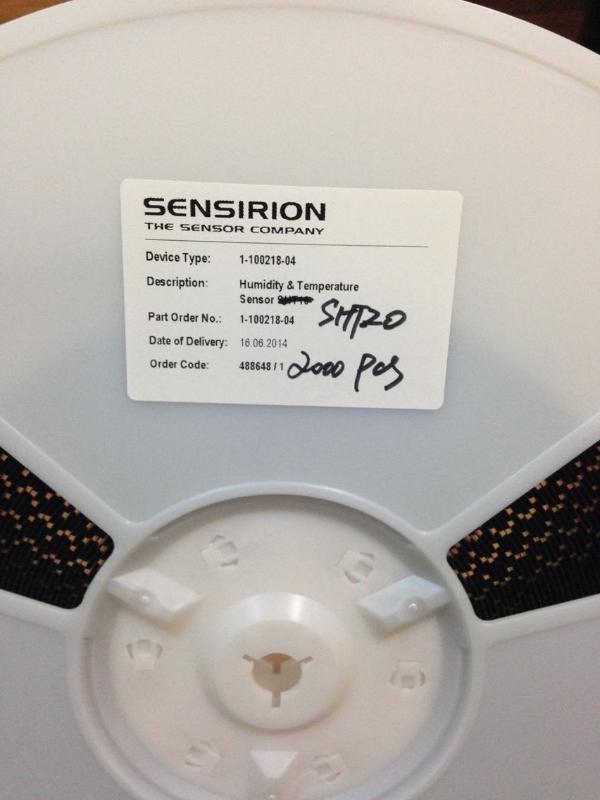 SENSIRION
THE SENSOR COMPANY
Device Type: 1-100218-04
Description: Humidity & Temperature
Sensor SHT20
Part Order No.: 1-100218-04
Date of Delivery: 16.06.2014
Order Code: 488648 / 1 2000 pcs